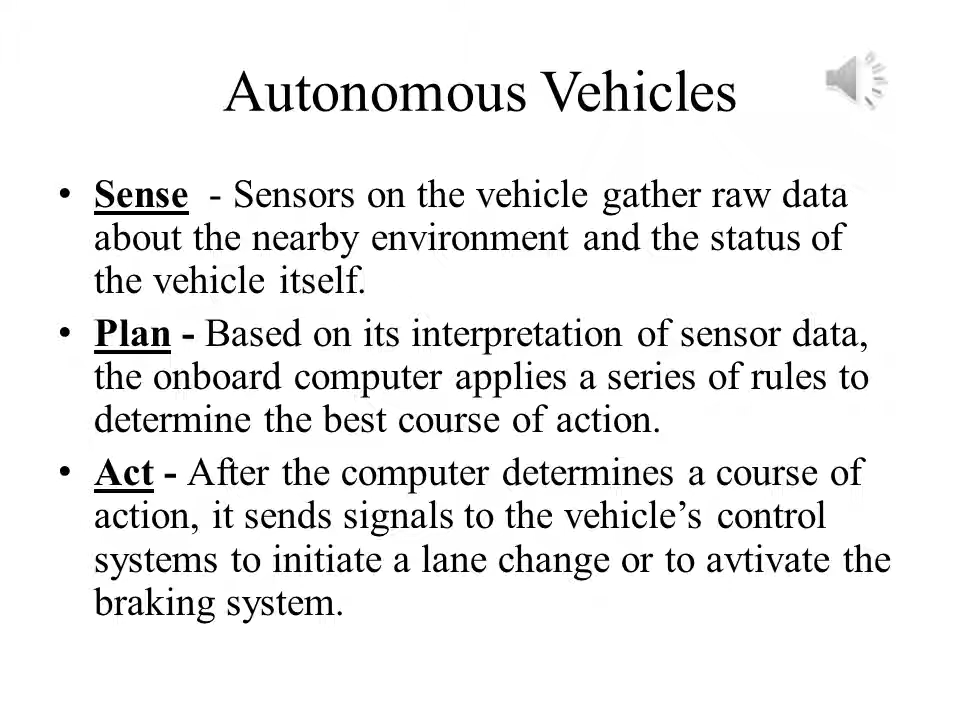 Autonomous Vehicles
• Sense - Sensors on the vehicle gather raw data
about the nearby environment and the status of
the vehicle itself.
• Plan - Based on its interpretation of sensor data,
the onboard computer applies a series of rules to
determine the best course of action.
• Act - After the computer determines a course of
action, it sends signals to the vehicle’s control
systems to initiate a lane change or to avtivate the
braking system.